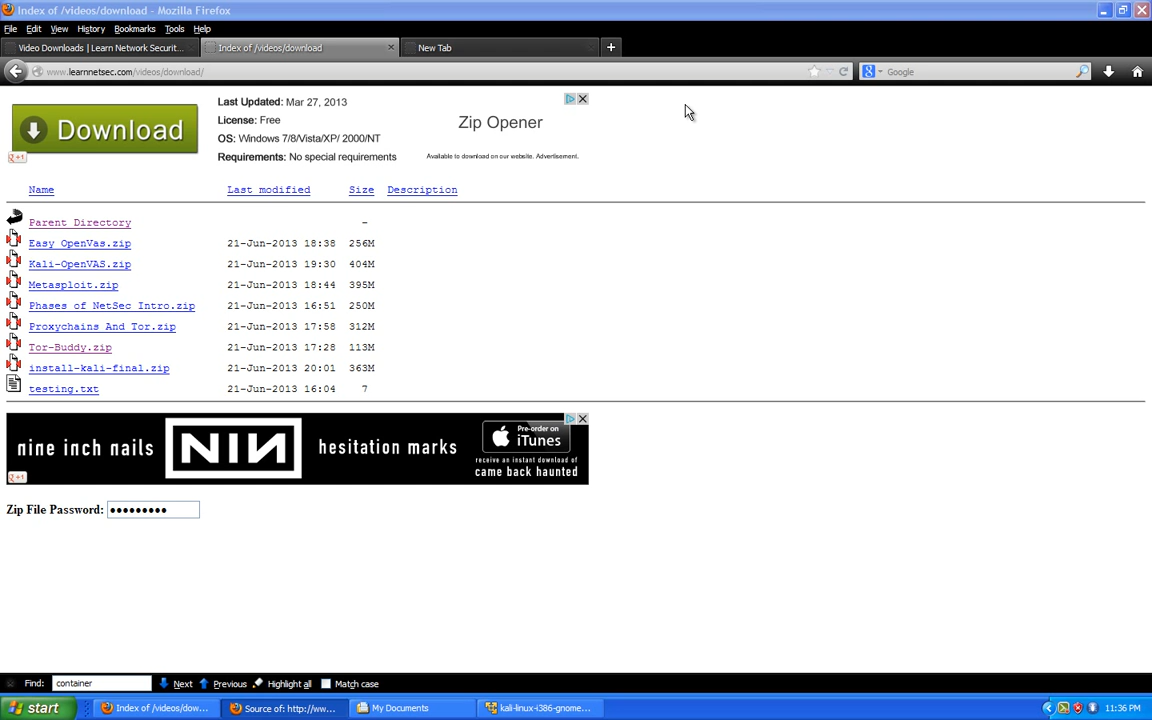 Index of /videos/download - Mozilla Firefox
File Edit View History Bookmarks Tools Help
Video Downloads | Learn Network Securit... Index of /videos/download New Tab
www.learnnetsec.com/videos/download/ Google
Download
Last Updated: Mar 27, 2013
License: Free
OS: Windows 7/8/Vista/XP/ 2000/NT
Requirements: No special requirements
Zip Opener
Available to download on our website. Advertisement.
+1
Name Last modified Size Description
Parent Directory -
Easy OpenVas.zip 21-Jun-2013 18:38 256M
Kali-OpenVAS.zip 21-Jun-2013 19:30 404M
Metasploit.zip 21-Jun-2013 18:44 395M
Phases of NetSec Intro.zip 21-Jun-2013 16:51 250M
Proxychains And Tor.zip 21-Jun-2013 17:58 312M
Tor-Buddy.zip 21-Jun-2013 17:28 113M
install-kali-final.zip 21-Jun-2013 20:01 363M
testing.txt 21-Jun-2013 16:04 7
nine inch nails NIN hesitation marks
Pre-order on
iTunes
receive an instant download of
came back haunted
+1
Zip File Password: •••••••••
Find: container Next Previous Highlight all Match case
start Index of /videos/dow... Source of: http://ww... My Documents kali-linux-i386-gnome... 11:36 PM